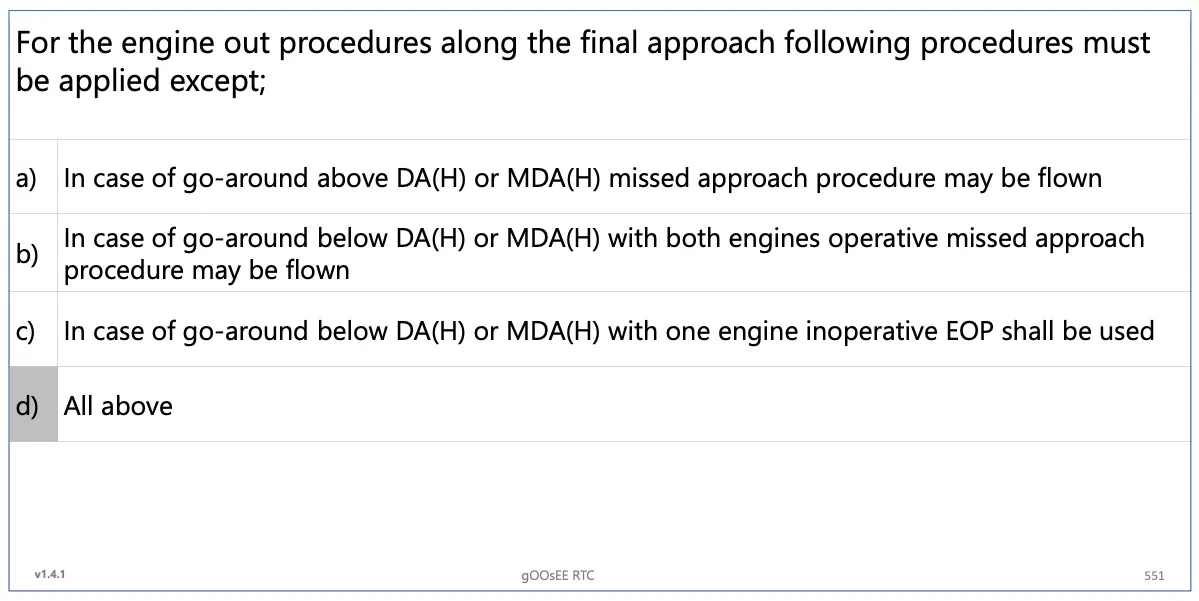 For the engine out procedures along the final approach following procedures must
be applied except;
a) In case of go-around above DA(H) or MDA(H) missed approach procedure may be flown
b) In case of go-around below DA(H) or MDA(H) with both engines operative missed approach
procedure may be flown
c) In case of go-around below DA(H) or MDA(H) with one engine inoperative EOP shall be used
d) All above
v1.4.1 gOOsEE RTC 551